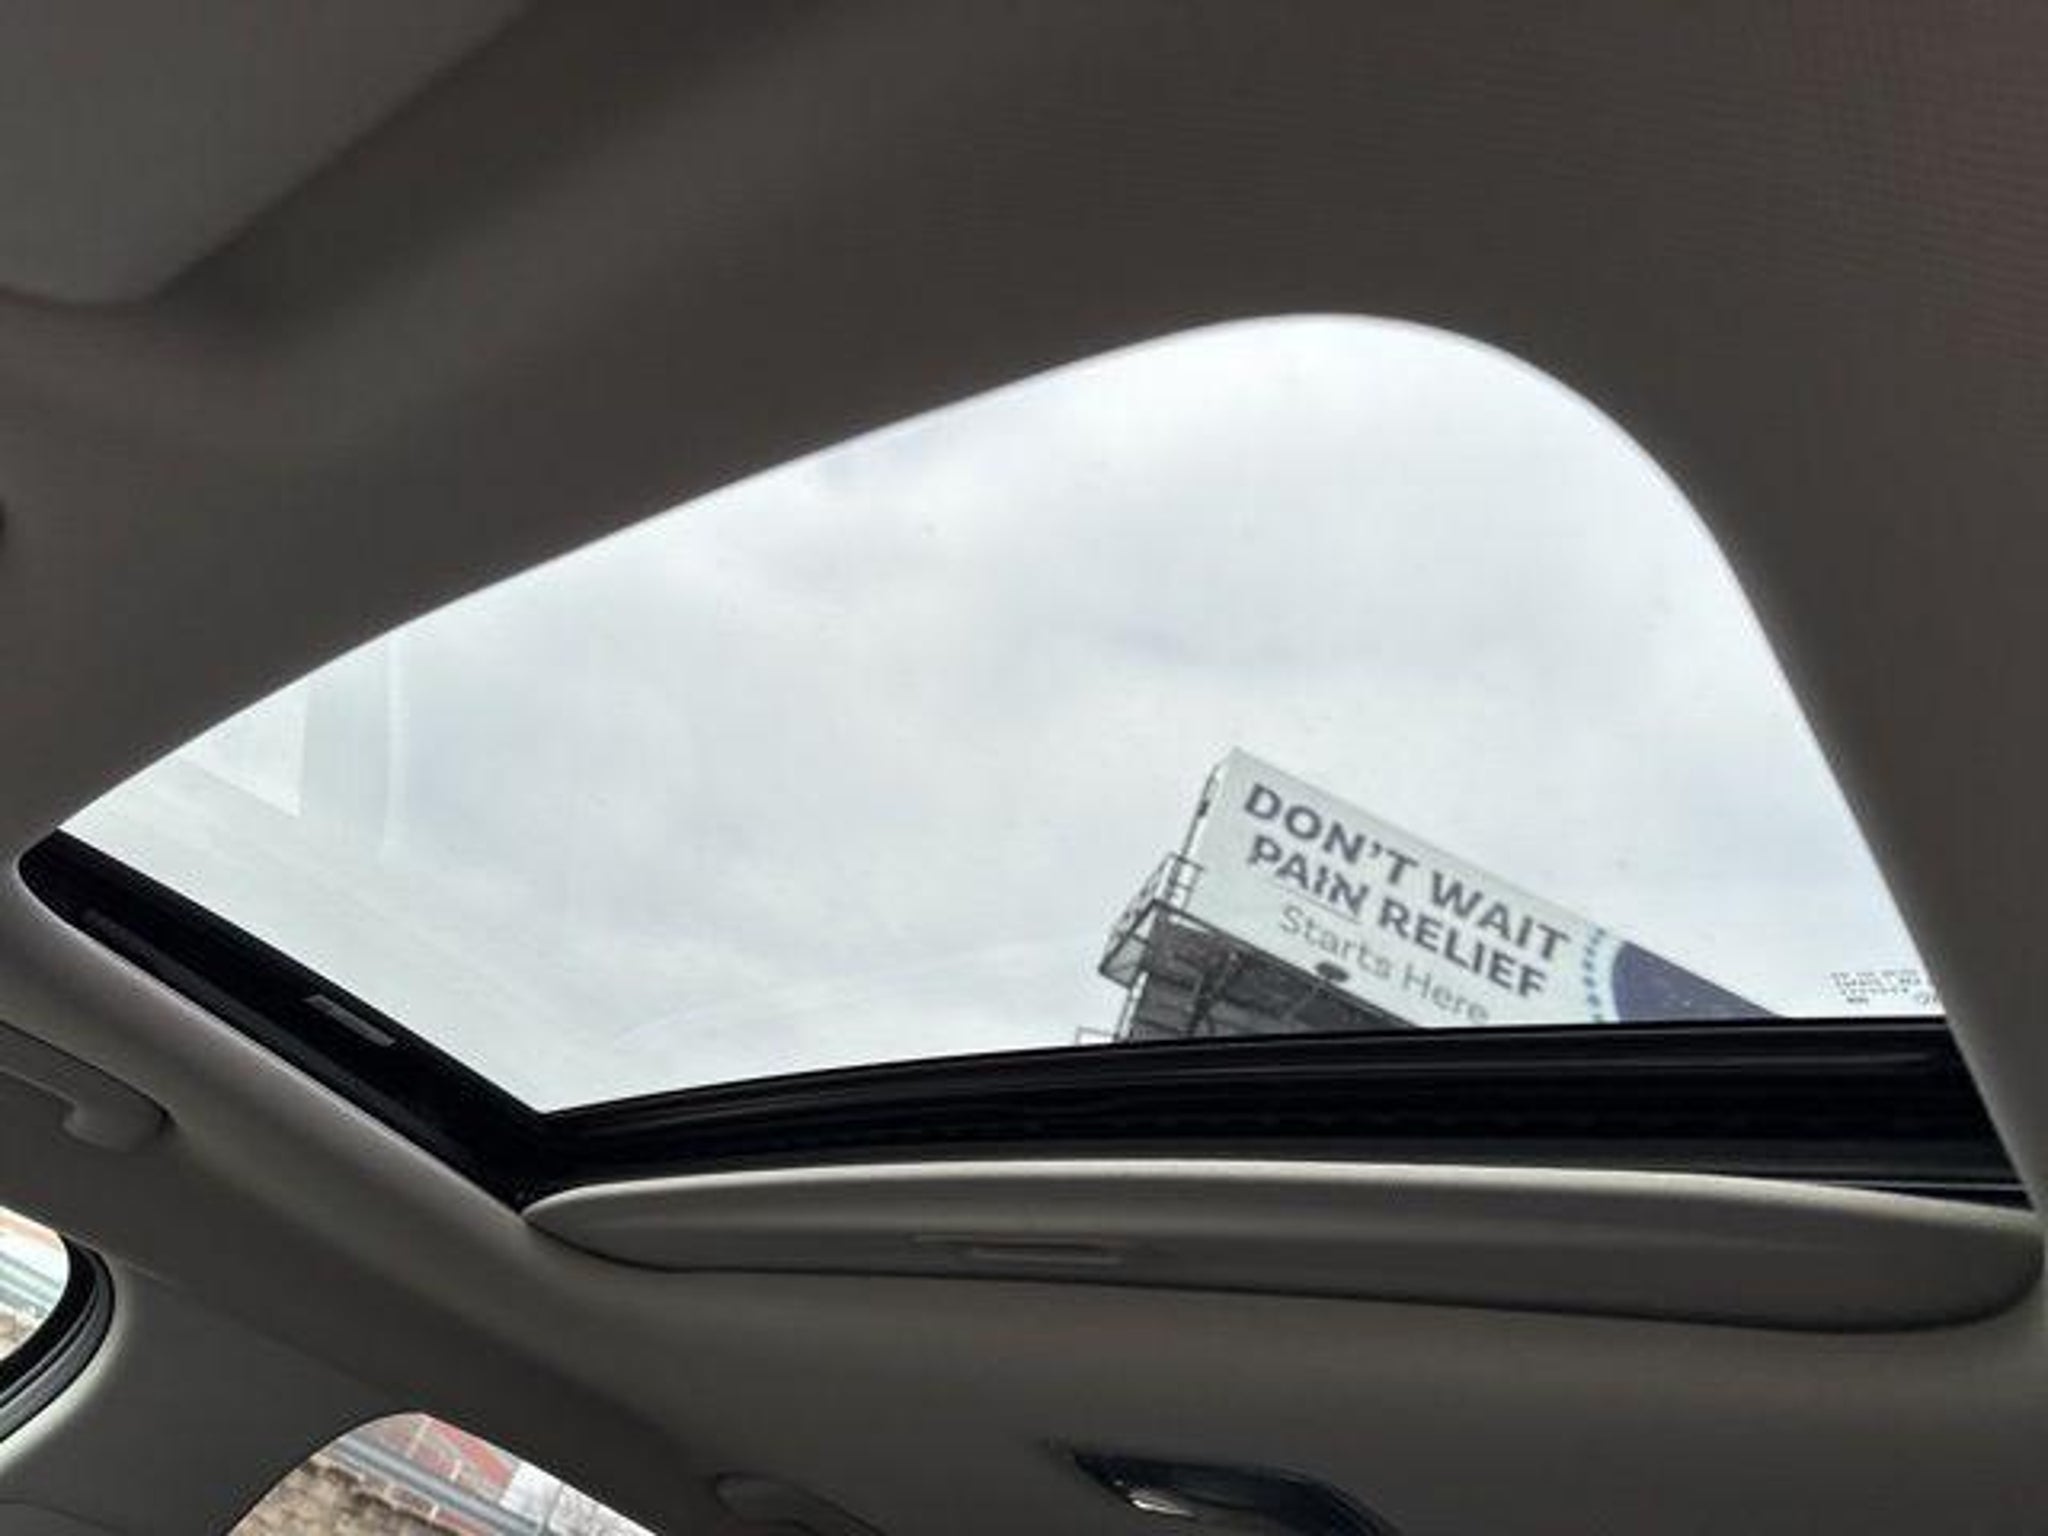 DON'T WAIT
PAIN RELIEF
Starts Here